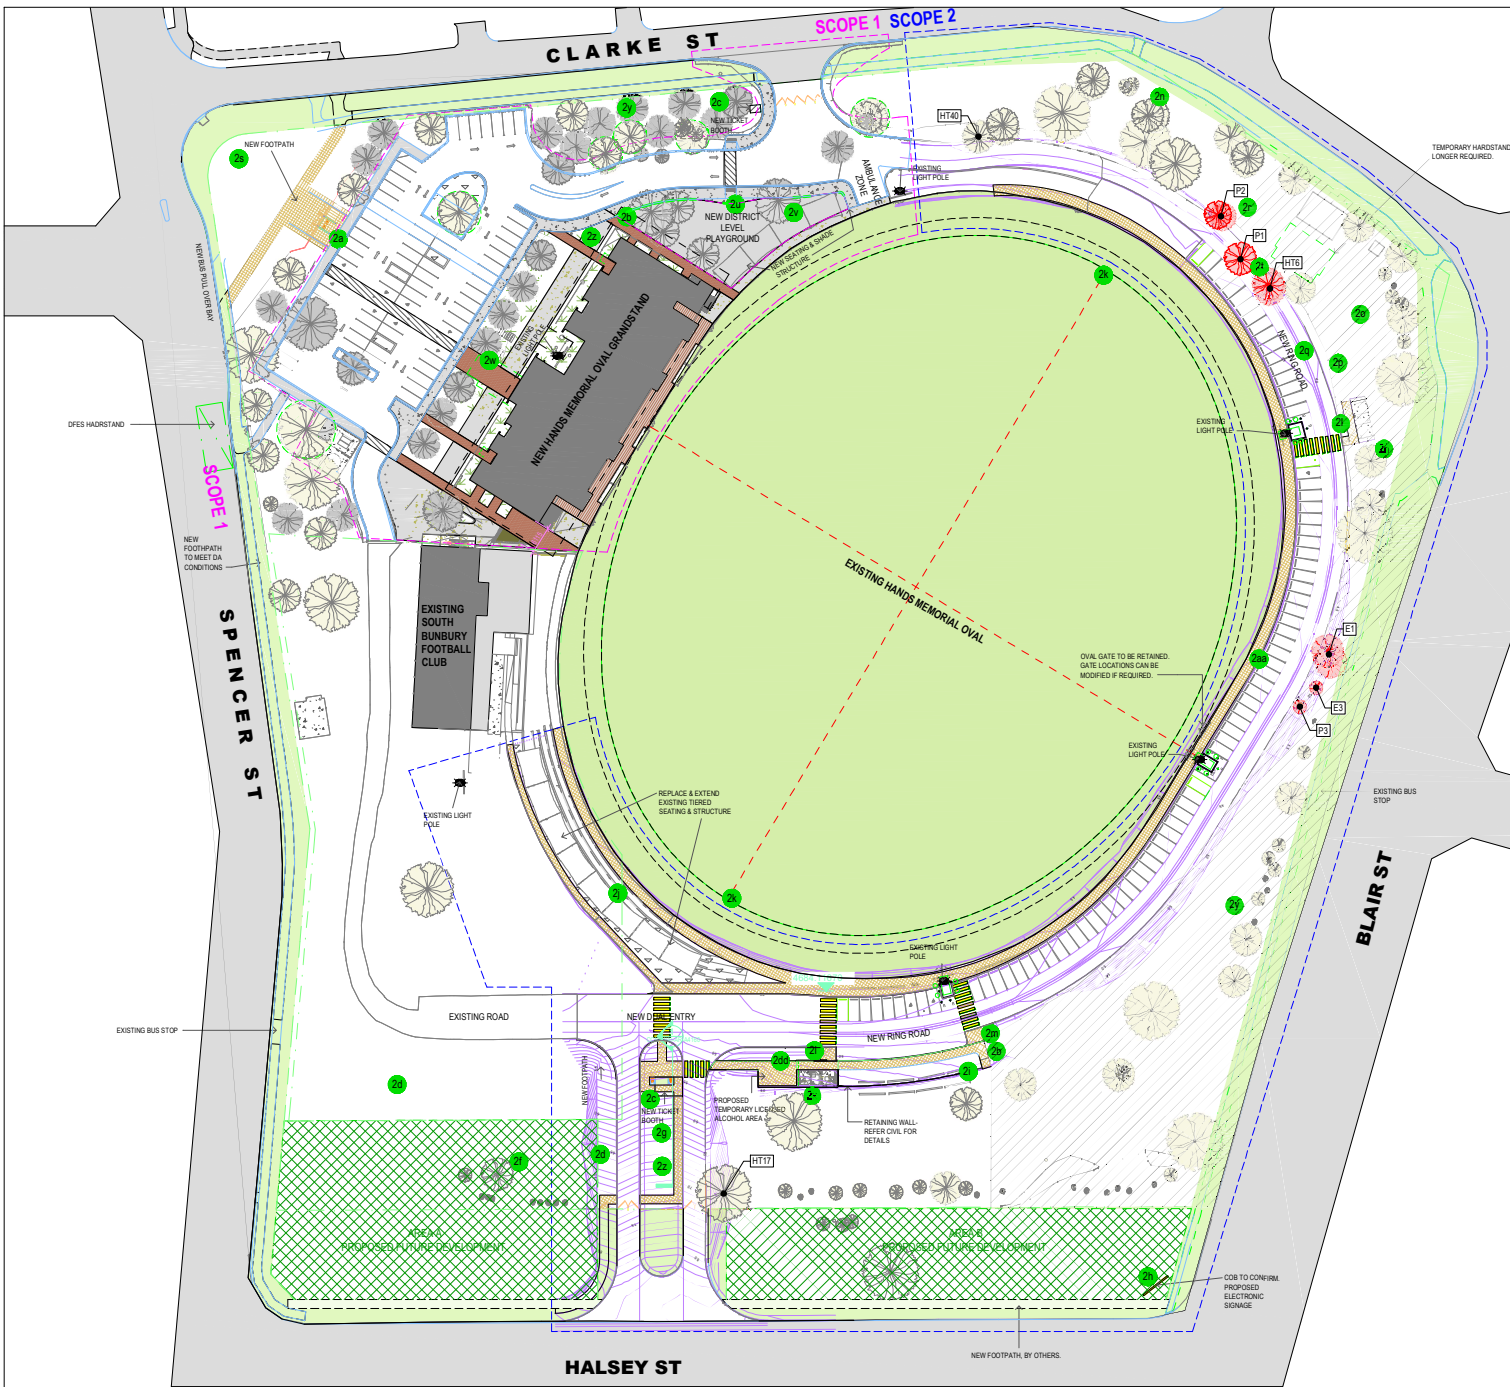 SCOPE 1 SCOPE 2
CLARKE ST
2y
2c
2n
NEW TICKET
BOOTH
HT40
NEW FOOTPATH
2s
TEMPORARY HARDSTAND
LONGER REQUIRED.
AMBULANCE
ZONE
EXISTING
LIGHT POLE
P2
2r
2b
2u
2v
NEW DISTRICT
LEVEL
PLAYGROUND
2a
2z
NEW BUS PULL OVER BAY
NEW SEATING & SHADE
STRUCTURE
P1
HT6
2k
EXISTING
LIGHT POLE
2w
NEW HANDS MEMORIAL OVAL GRANDSTAND
NEW RING ROAD
2q
2p
DFES HADRSTAND
EXISTING
LIGHT POLE
SCOPE 1
NEW
FOOTHPATH
TO MEET DA
CONDITIONS
EXISTING HANDS MEMORIAL OVAL
EXISTING
SOUTH
BUNBURY
FOOTBALL
CLUB
SPENCER ST
E1
2aa
OVAL GATE TO BE RETAINED.
GATE LOCATIONS CAN BE
MODIFIED IF REQUIRED.
E3
P3
EXISTING
LIGHT POLE
REPLACE & EXTEND
EXISTING TIERED
SEATING & STRUCTURE
EXISTING LIGHT
POLE
EXISTING BUS
STOP
BLAIR ST
2j
2k
2y
EXISTING LIGHT
POLE
EXISTING BUS STOP
EXISTING ROAD
NEW DUAL ENTRY
NEW RING ROAD
2m
2dd
2i
NEW FOOTPATH
2d
2c
NEW TICKET
BOOTH
PROPOSED
TEMPORARY LICENSED
ALCOHOL AREA
RETAINING WALL-
REFER CIVIL FOR
DETAILS
2g
2f
2d
2z
HT17
AREA A
PROPOSED FUTURE DEVELOPMENT
AREA B
PROPOSED FUTURE DEVELOPMENT
2h
COB TO CONFIRM.
PROPOSED
ELECTRONIC
SIGNAGE
NEW FOOTPATH, BY OTHERS.
HALSEY ST